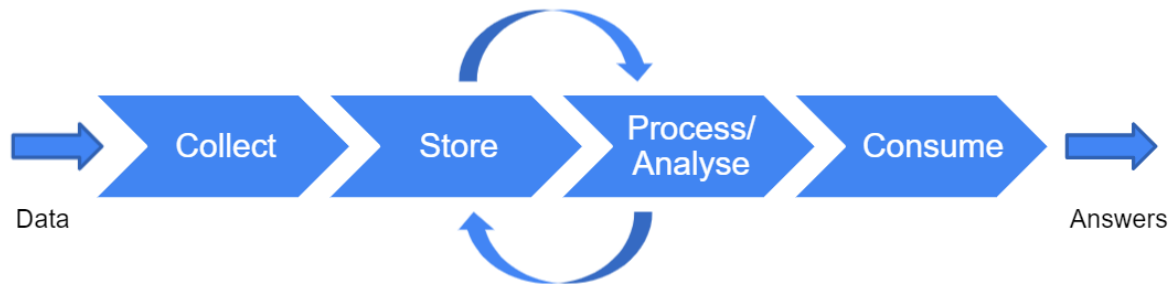 Collect
Store
Process/
Analyse
Consume
Data
Answers